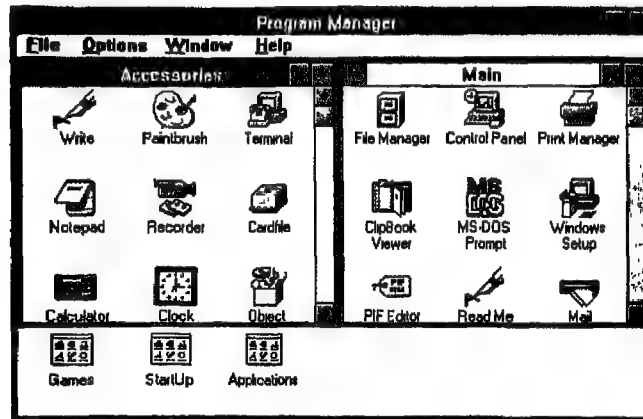 Program Manager
File Options Window Help
Accessories
Main
Write Paintbrush Terminal
File Manager Control Panel Print Manager
Notepad Recorder Cardfile
ClipBook Viewer
MS-DOS Prompt
Windows Setup
Calculator Clock Object
PIF Editor Read Me Mail
Games StartUp Applications